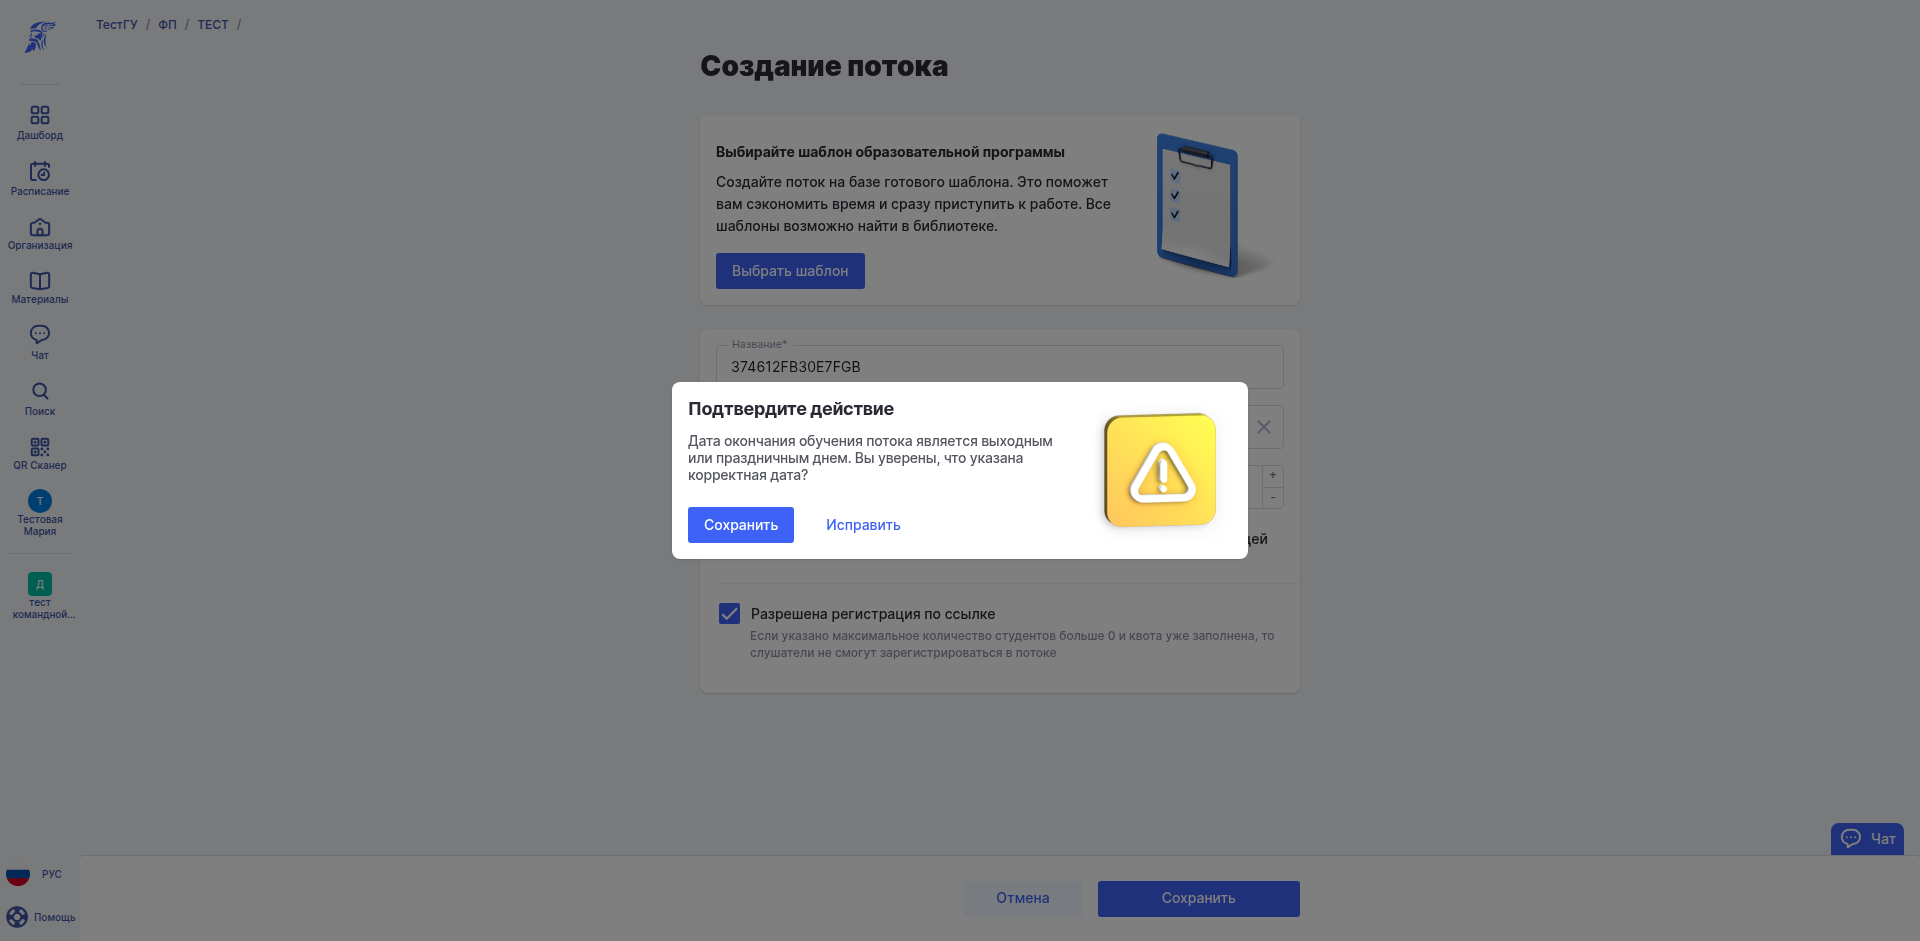 ТестГУ / ФП / ТЕСТ /
Создание потока
Дашборд
Расписание
Организация
Материалы
Чат
Поиск
QR Сканер
Т
Тестовая
Мария
Д
тест
командной...
РУС
Помощь
Выбирайте шаблон образовательной программы
Создайте поток на базе готового шаблона. Это поможет
вам сэкономить время и сразу приступить к работе. Все
шаблоны возможно найти в библиотеке.
Выбрать шаблон
Название*
374612FB30E7FGB
Подтвердите действие
Дата окончания обучения потока является выходным
или праздничным днем. Вы уверены, что указана
корректная дата?
Сохранить Исправить
+
-
Разрешена регистрация по ссылке
Если указано максимальное количество студентов больше 0 и квота уже заполнена, то
слушатели не смогут зарегистрироваться в потоке
Чат
Отмена Сохранить